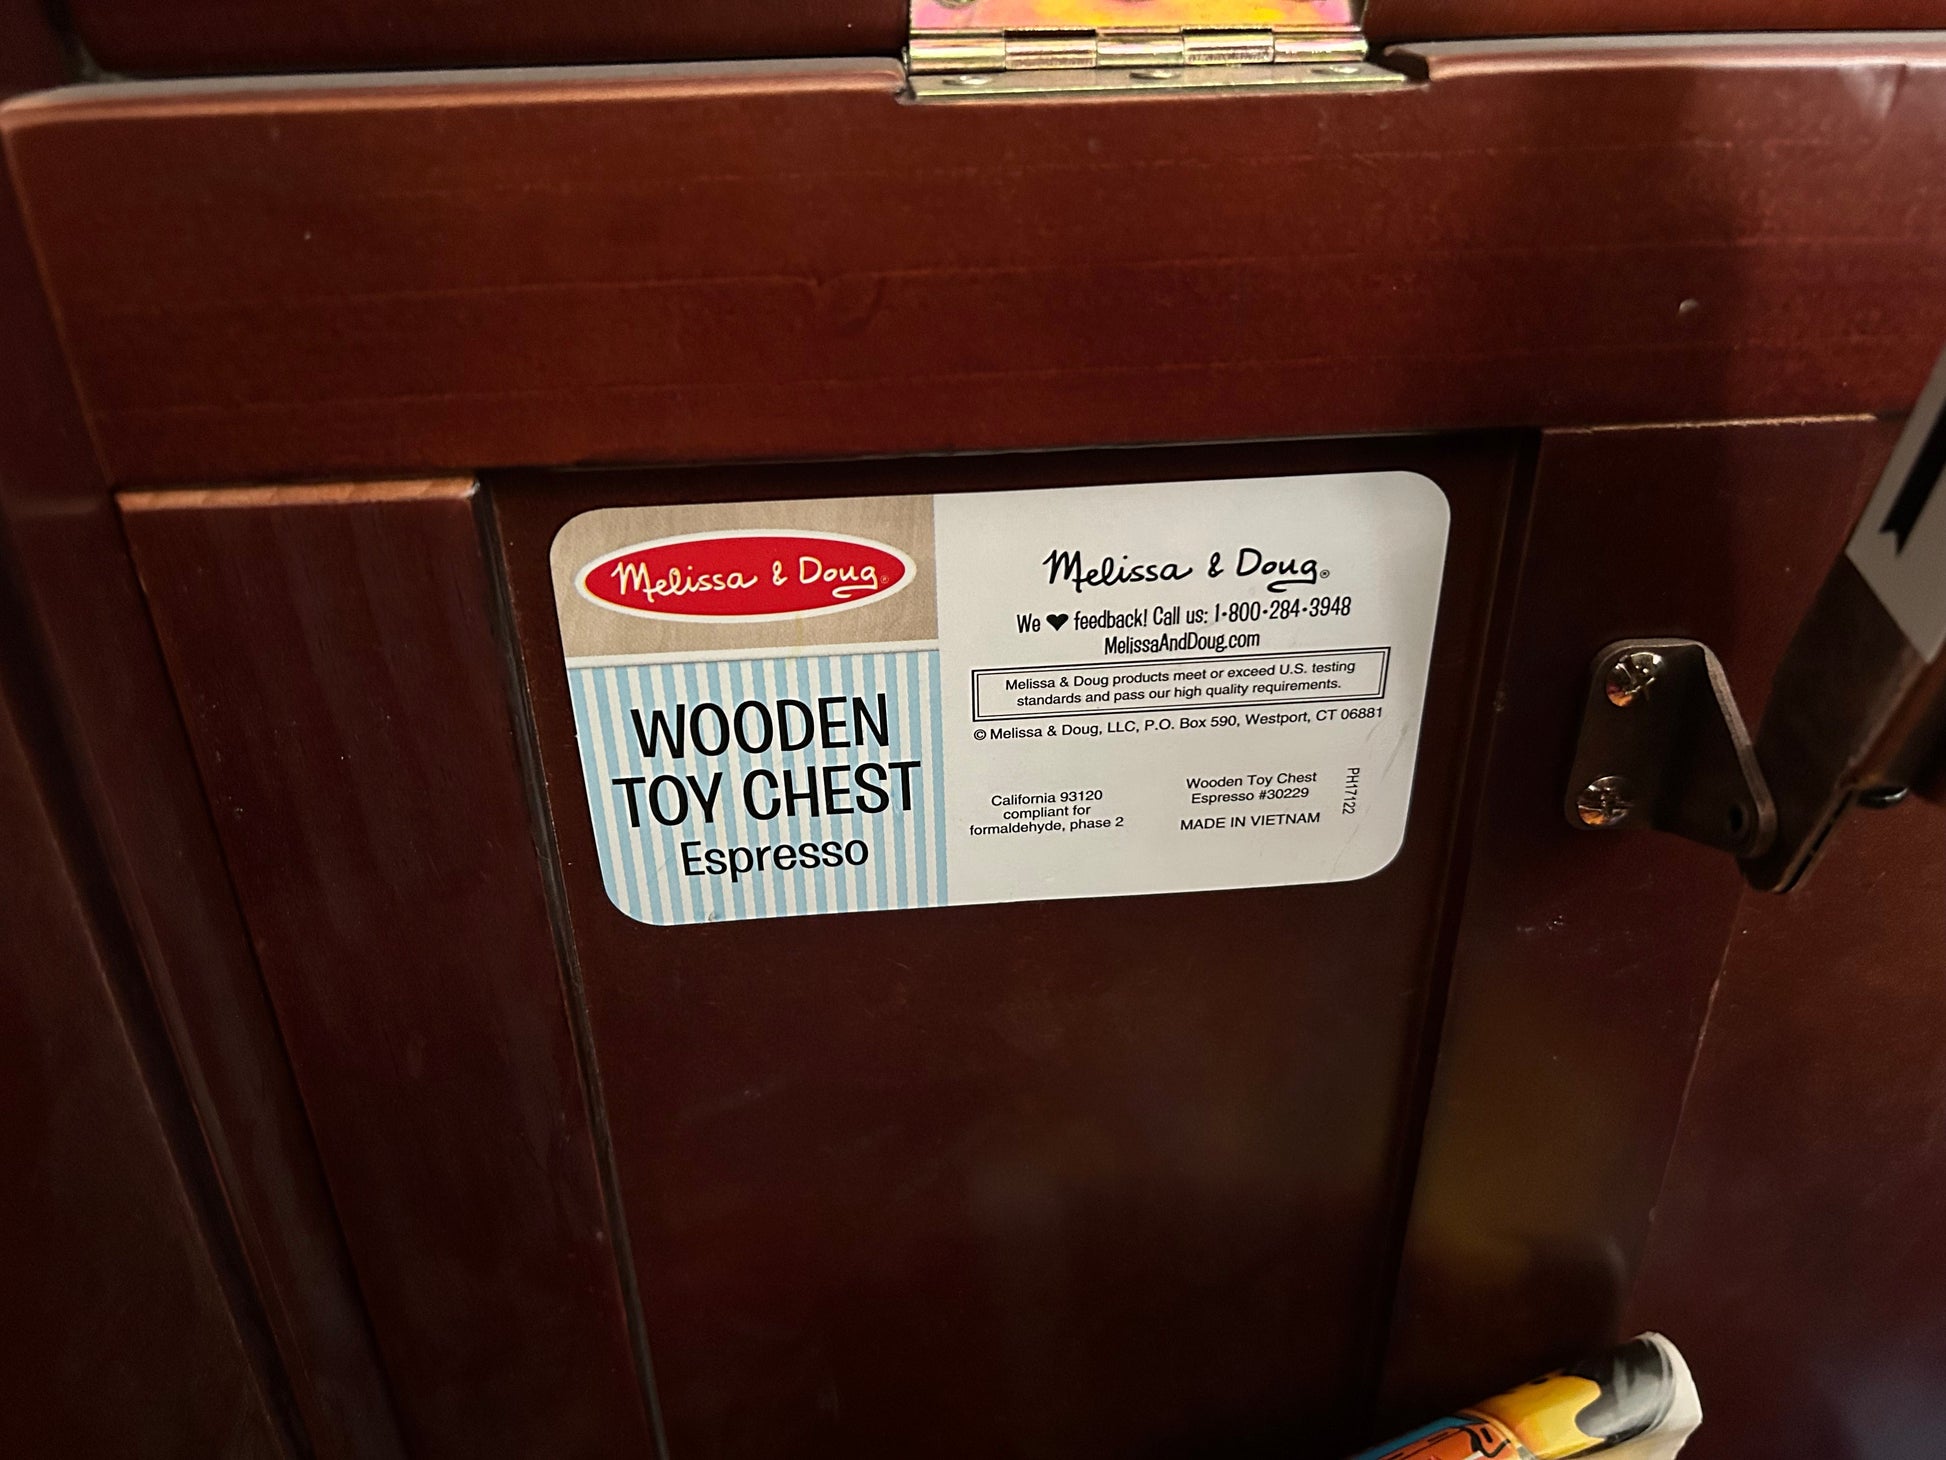 Melissa & Doug®
WOODEN
TOY CHEST
Espresso
Melissa & Doug®
We ♥ feedback! Call us: 1-800-284-3948
MelissaAndDoug.com
Melissa & Doug products meet or exceed U.S. testing
standards and pass our high quality requirements.
© Melissa & Doug, LLC, P.O. Box 590, Westport, CT 06881
California 93120
compliant for
formaldehyde, phase 2
Wooden Toy Chest
Espresso #30229
MADE IN VIETNAM
PH17122